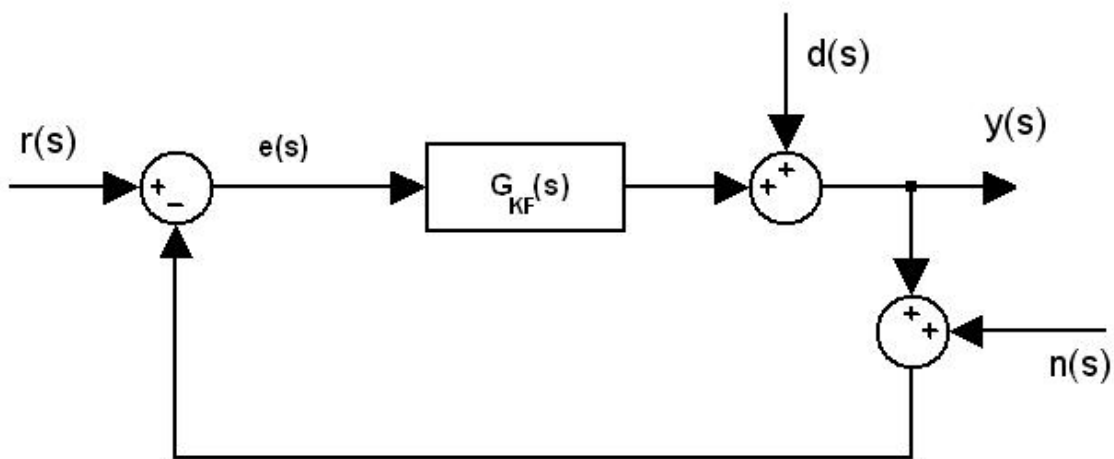 d(s)
r(s)
e(s)
y(s)
+
−
G_KF(s)
+
+
+
+
n(s)